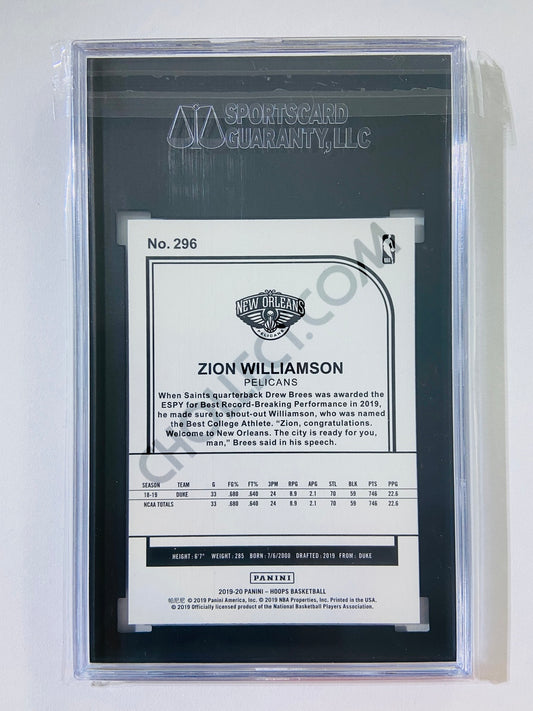 SPORTSCARD
GUARANTY, LLC
No. 296
NBA
NEW ORLEANS
PELICANS
ZION WILLIAMSON
PELICANS
When Saints quarterback Drew Brees was awarded the
ESPY for Best Record-Breaking Performance in 2019,
he made sure to shout-out Williamson, who was named
the Best College Athlete. “Zion, congratulations.
Welcome to New Orleans. The city is ready for you,
man,” Brees said in his speech.
SEASON TEAM G FG% FT% 3PM RPG APG STL BLK PTS PPG
18-19 DUKE 33 .680 .640 24 8.9 2.1 70 59 746 22.6
NCAA TOTALS 33 .680 .640 24 8.9 2.1 70 59 746 22.6
HEIGHT: 6'7" WEIGHT: 285 BORN: 7/6/2000 DRAFTED: 2019 FROM: DUKE
PANINI
2019-20 PANINI – HOOPS BASKETBALL
帕尼尼 © 2019 Panini America, Inc. © 2019 NBA Properties, Inc. Printed in the USA.
© 2019 Officially licensed product of the National Basketball Players Association.
CHOLLECT.COM